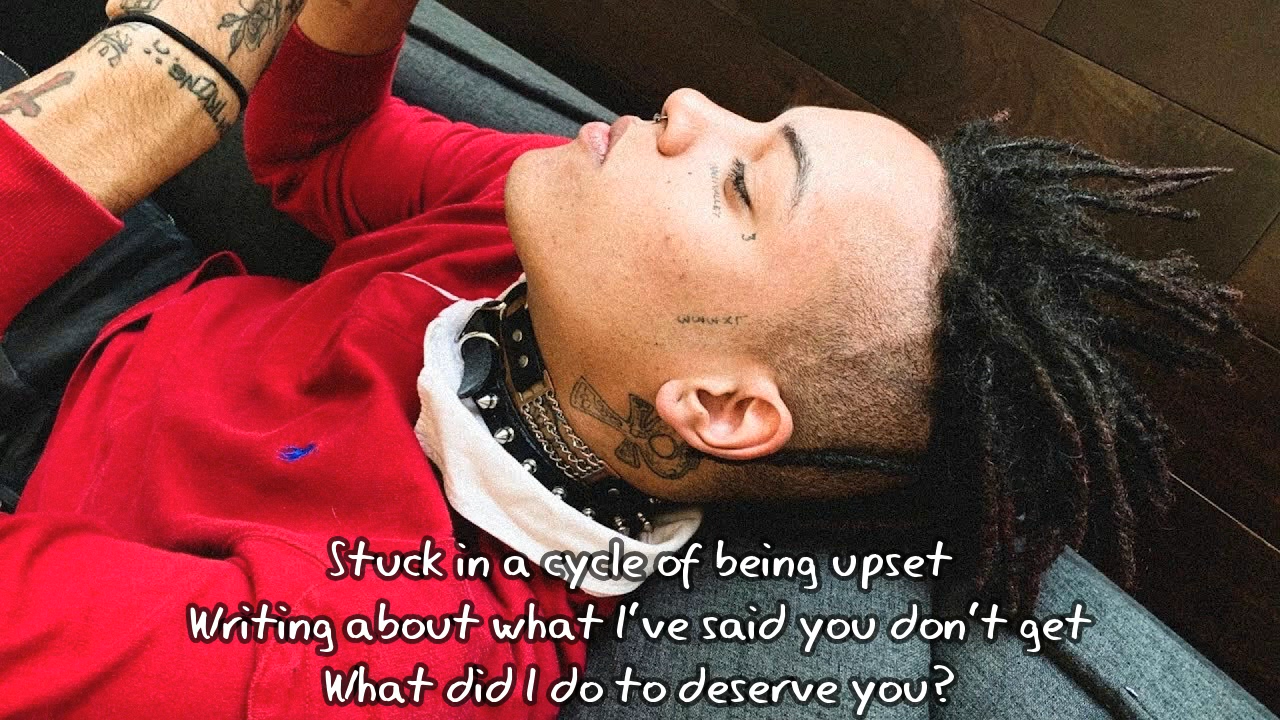 Stuck in a cycle of being upset
Writing about what I've said you don't get
What did I do to deserve you?